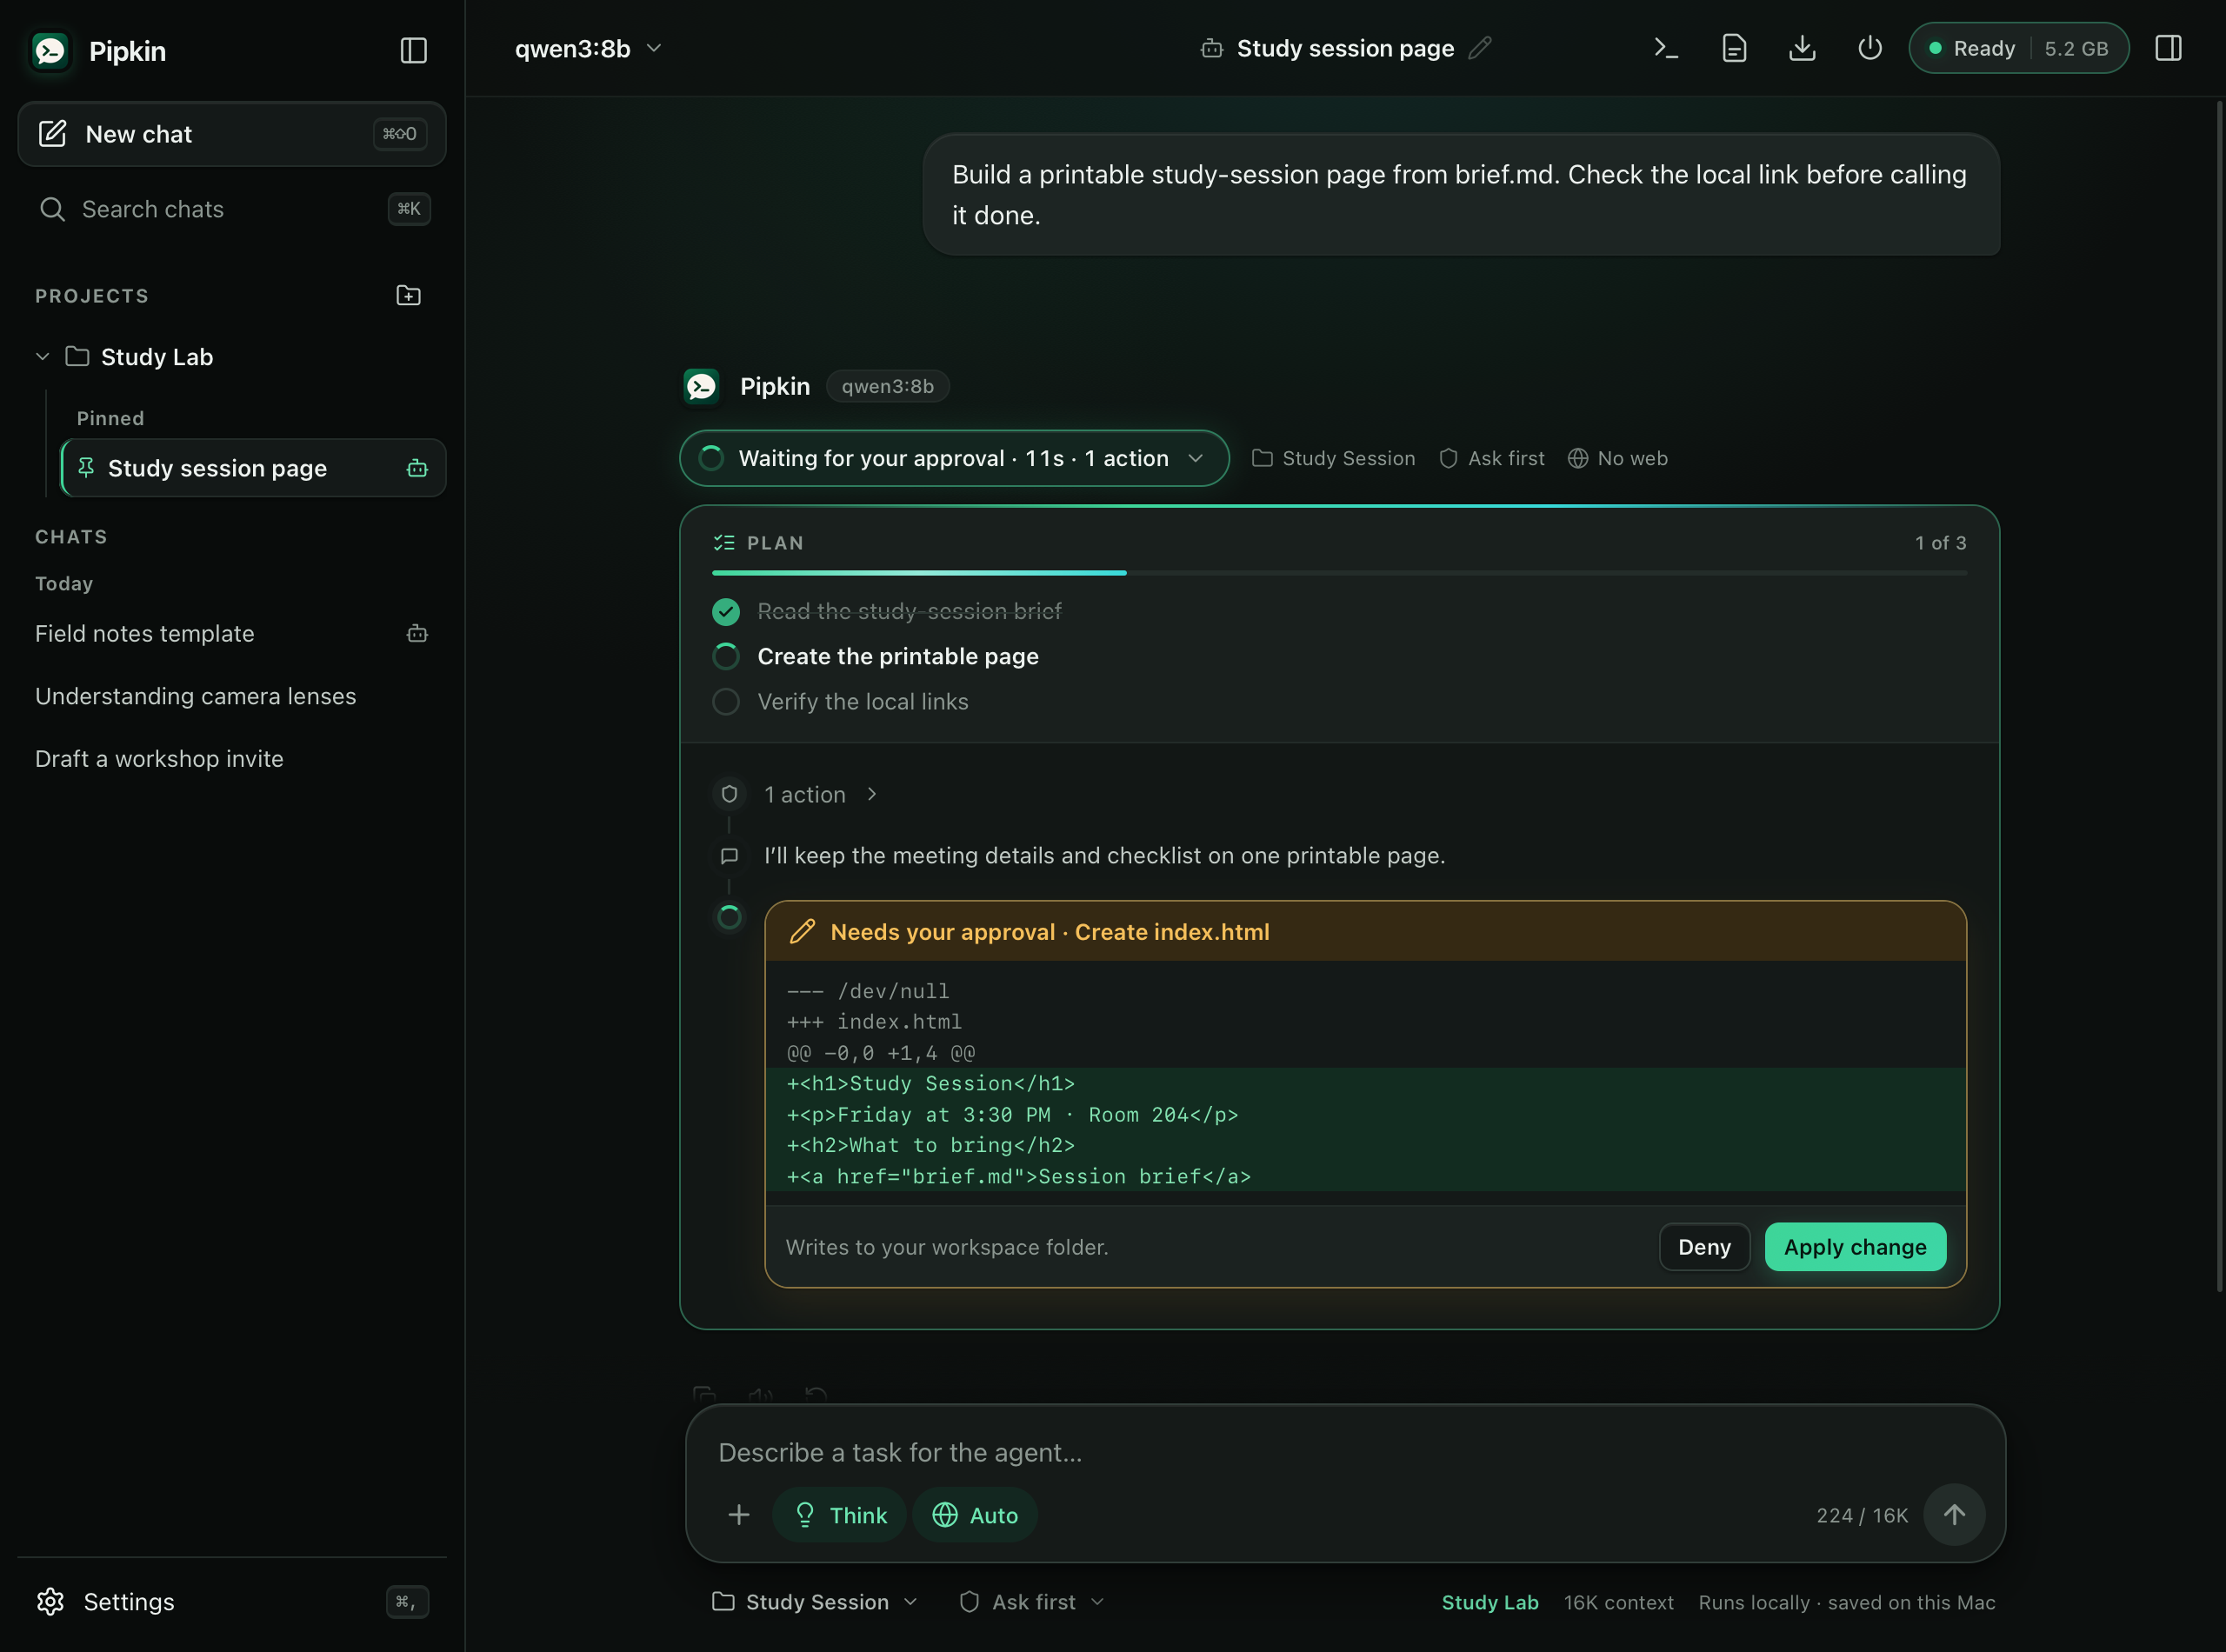 Pipkin
New chat
⌘⇧O
Search chats
⌘K
PROJECTS
Study Lab
Pinned
Study session page
CHATS
Today
Field notes template
Understanding camera lenses
Draft a workshop invite
Settings
⌘,
qwen3:8b
Study session page
Ready
5.2 GB
Build a printable study-session page from brief.md. Check the local link before calling
it done.
Pipkin
qwen3:8b
Waiting for your approval · 11s · 1 action
Study Session
Ask first
No web
PLAN
1 of 3
Read the study-session brief
Create the printable page
Verify the local links
1 action
I’ll keep the meeting details and checklist on one printable page.
Needs your approval · Create index.html
--- /dev/null
+++ index.html
@@ -0,0 +1,4 @@
+<h1>Study Session</h1>
+<p>Friday at 3:30 PM · Room 204</p>
+<h2>What to bring</h2>
+<a href="brief.md">Session brief</a>
Writes to your workspace folder.
Deny
Apply change
Describe a task for the agent…
Think
Auto
224 / 16K
Study Session
Ask first
Study Lab
16K context
Runs locally · saved on this Mac